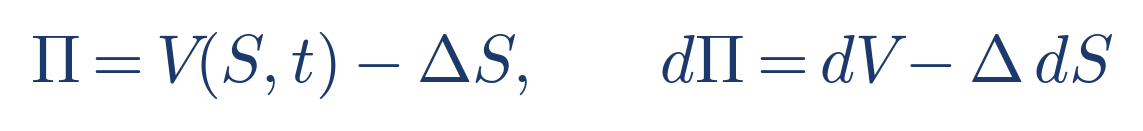 Π = V(S, t) − ΔS, dΠ = dV − Δ dS